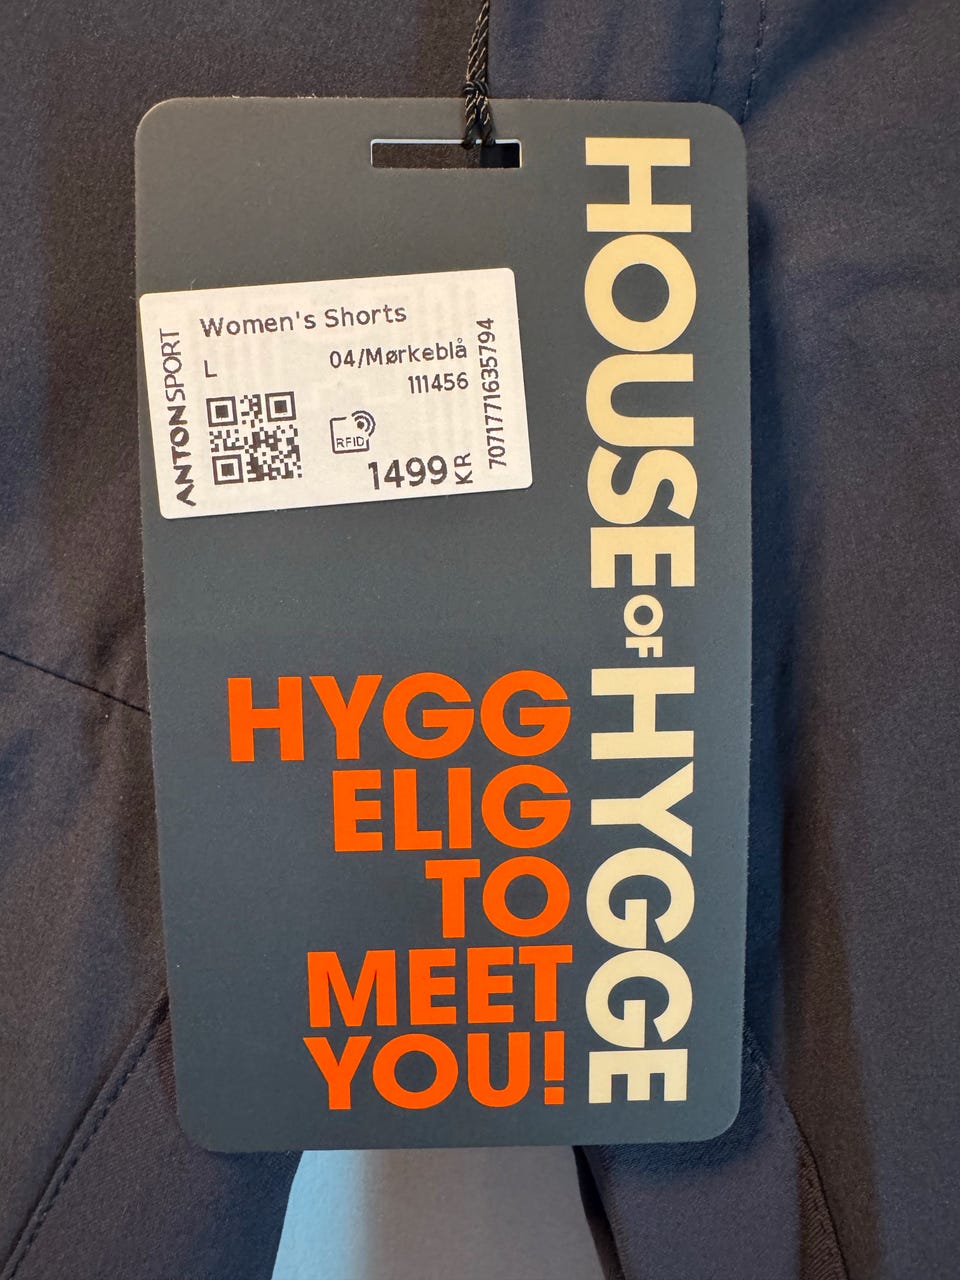 ANTONSPORT
Women's Shorts
L
04/Mørkeblå
111456
RFID
1499 KR
7071771635794
HOUSE OF HYGGE
HYGG
ELIG
TO
MEET
YOU!